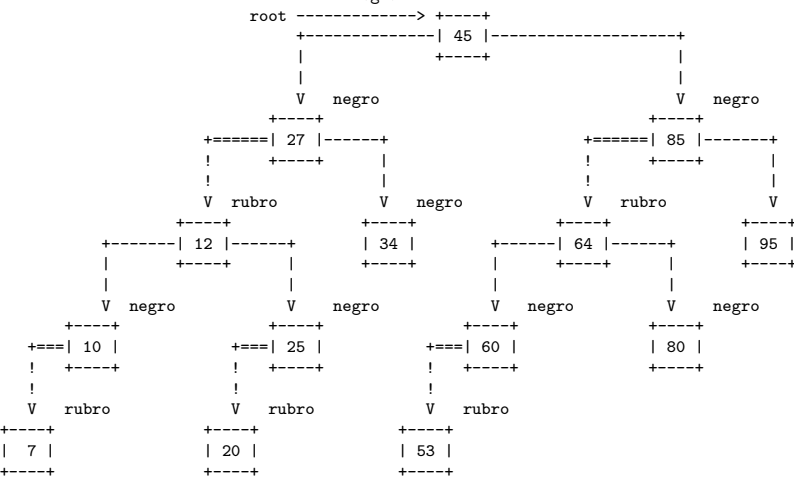 root -------------> +----+
+-------------| 45 |-------------------+
+----+
V negro V negro
+======| 27 |------+ +======| 85 |-------+
V rubro V negro V rubro V
+-------| 12 |------+ | 34 | +------| 64 |------+ | 95 |
V negro V negro V negro V negro
+===| 10 | +===| 25 | +===| 60 | | 80 |
! ! !
V rubro V rubro V rubro
| 7 | | 20 | | 53 |